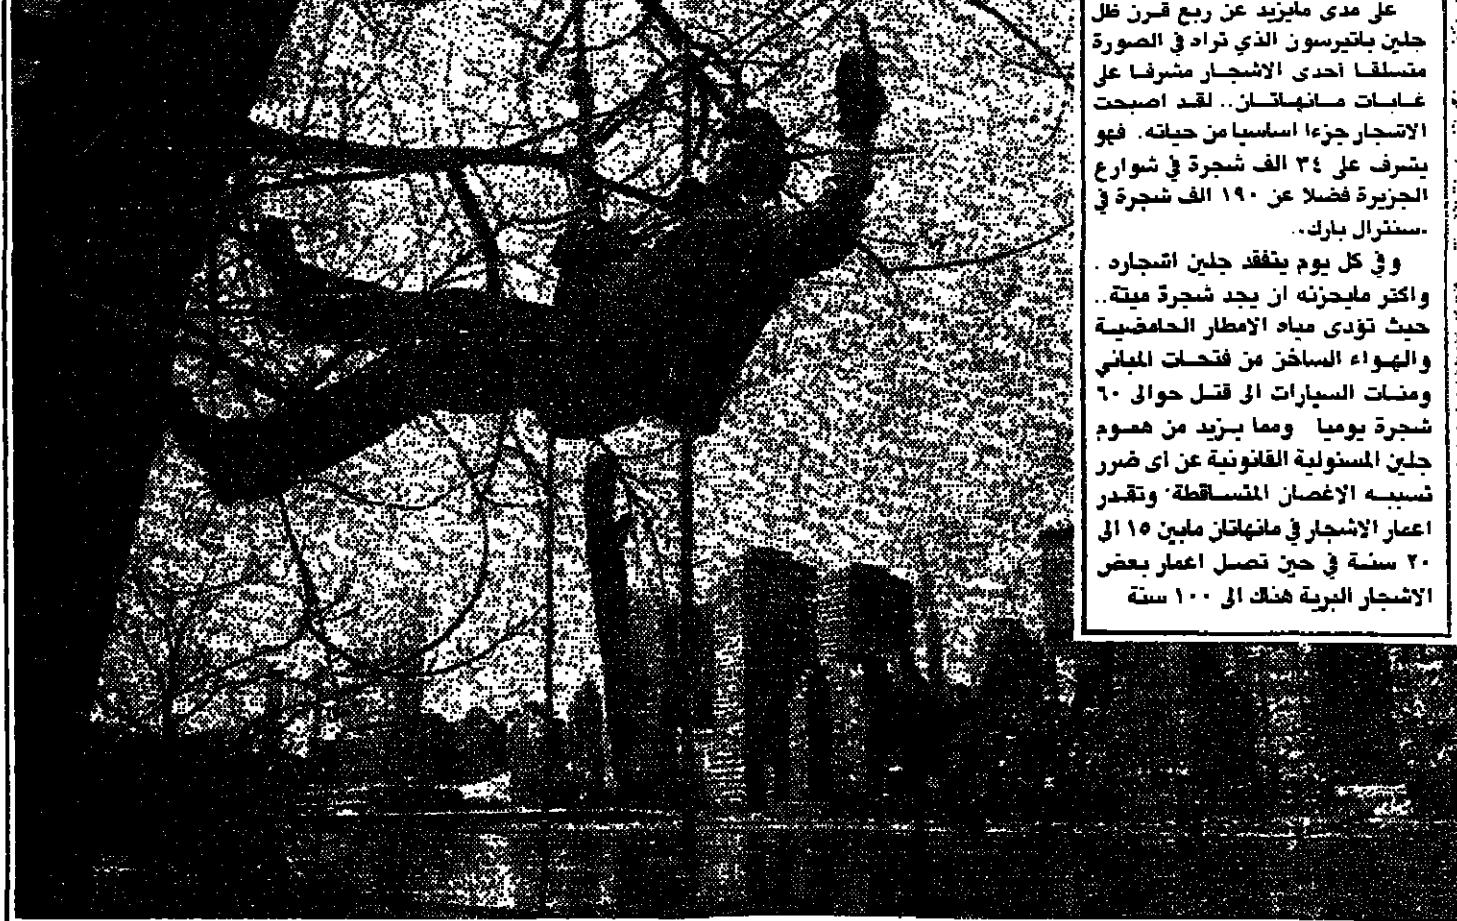 على مدى مايزيد عن ربع قرن ظل
جلين باتيرسون الذي تراه في الصورة
متسلقا أحدى الاشجار مشرفا على
غابات مانهاتان.. لقد اصبحت
الاشجار جزءا اساسيا من حياته. فهو
يشرف على ٣٤ الف شجرة في شوارع
الجزيرة فضلا عن ١٩٠ الف شجرة في
.سنترال بارك..
وفي كل يوم يتفقد جلين اشجاره .
واكثر مايحزنه ان يجد شجرة ميتة..
حيث تؤدى مياه الامطار الحامضية
والهواء الساخن من فتحات المباني
ومئات السيارات الى قتل حوالى ٦٠
شجرة يوميا ومما يزيد من هموم
جلين المسئولية القانونية عن اى ضرر
تسببه الاغصان المتساقطة وتقدر
اعمار الاشجار في مانهاتان مابين ١٥ الى
٢٠ سنة في حين تصل اعمار بعض
الاشجار البرية هناك الى ١٠٠ سنة